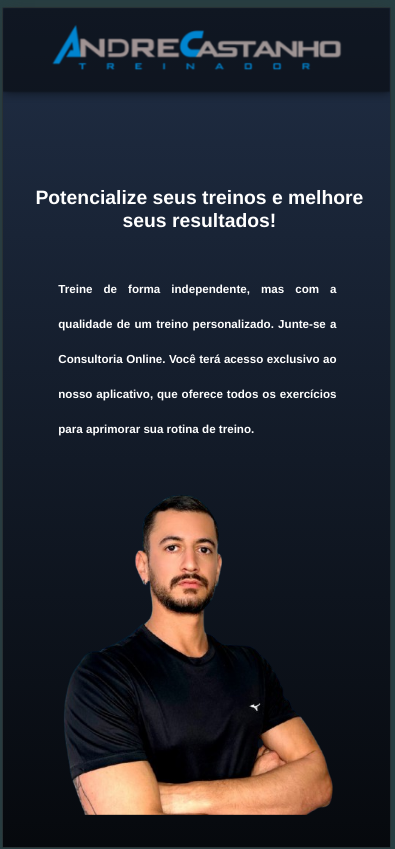 ANDRECASTANHO
TREINADOR
Potencialize seus treinos e melhore
seus resultados!
Treine de forma independente, mas com a
qualidade de um treino personalizado. Junte-se a
Consultoria Online. Você terá acesso exclusivo ao
nosso aplicativo, que oferece todos os exercícios
para aprimorar sua rotina de treino.